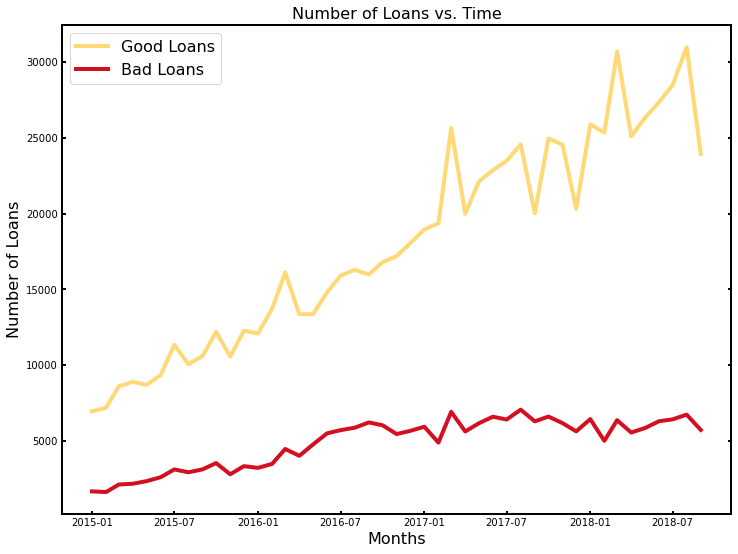 Number of Loans vs. Time
Good Loans
Bad Loans
Number of Loans
30000
25000
20000
15000
10000
5000
2015-01 2015-07 2016-01 2016-07 2017-01 2017-07 2018-01 2018-07
Months